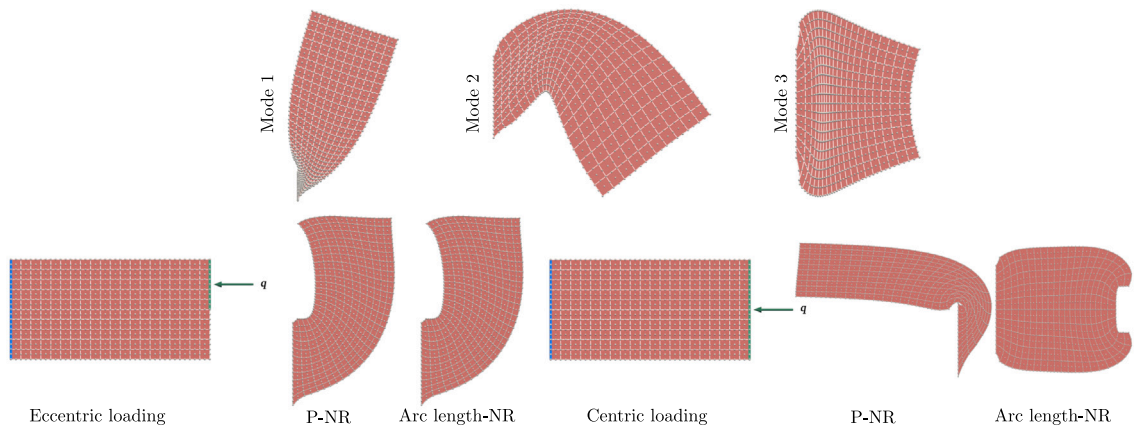 Mode 1
Mode 2
Mode 3
q
q
Eccentric loading
P-NR
Arc length-NR
Centric loading
P-NR
Arc length-NR